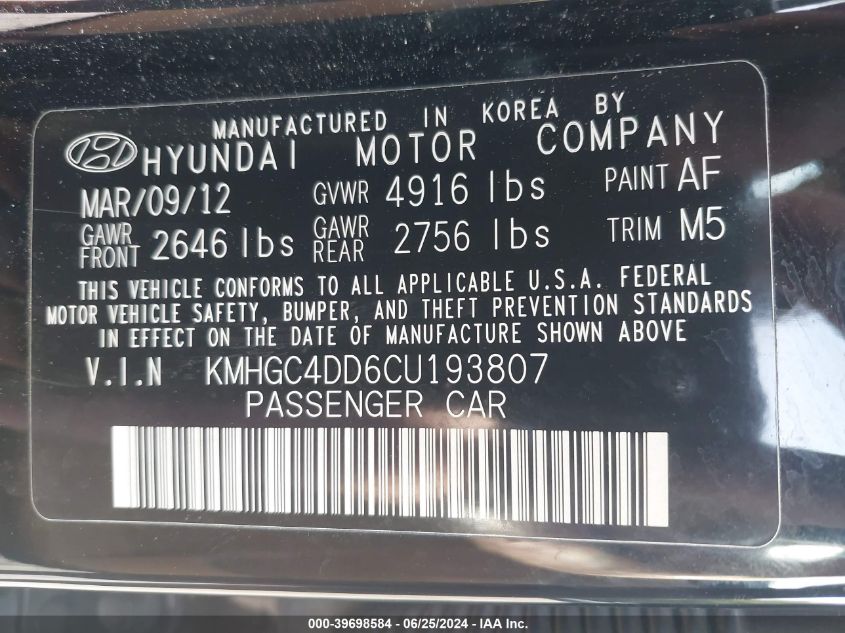 MANUFACTURED IN KOREA BY
HYUNDAI MOTOR COMPANY
MAR/09/12 GVWR 4916 lbs PAINT AF
GAWR FRONT 2646 lbs GAWR REAR 2756 lbs TRIM M5
THIS VEHICLE CONFORMS TO ALL APPLICABLE U.S.A. FEDERAL
MOTOR VEHICLE SAFETY, BUMPER, AND THEFT PREVENTION STANDARDS
IN EFFECT ON THE DATE OF MANUFACTURE SHOWN ABOVE
V.I.N KMHGC4DD6CU193807
PASSENGER CAR
000-39698584 - 06/25/2024 - IAA Inc.